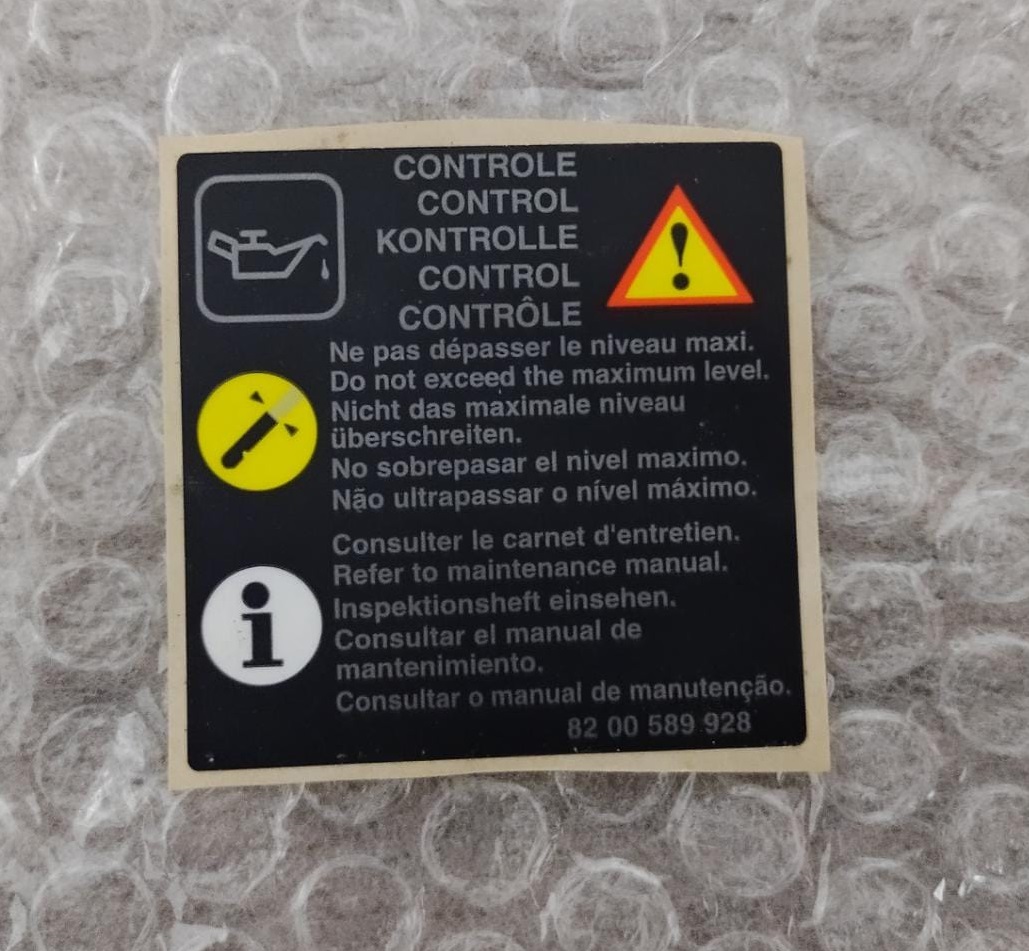 CONTROLE
CONTROL
KONTROLLE
CONTROL
CONTRÔLE
Ne pas dépasser le niveau maxi.
Do not exceed the maximum level.
Nicht das maximale niveau
überschreiten.
No sobrepasar el nivel maximo.
Não ultrapassar o nível máximo.
Consulter le carnet d'entretien.
Refer to maintenance manual.
Inspektionsheft einsehen.
Consultar el manual de
mantenimiento.
Consultar o manual de manutenção.
82 00 589 928